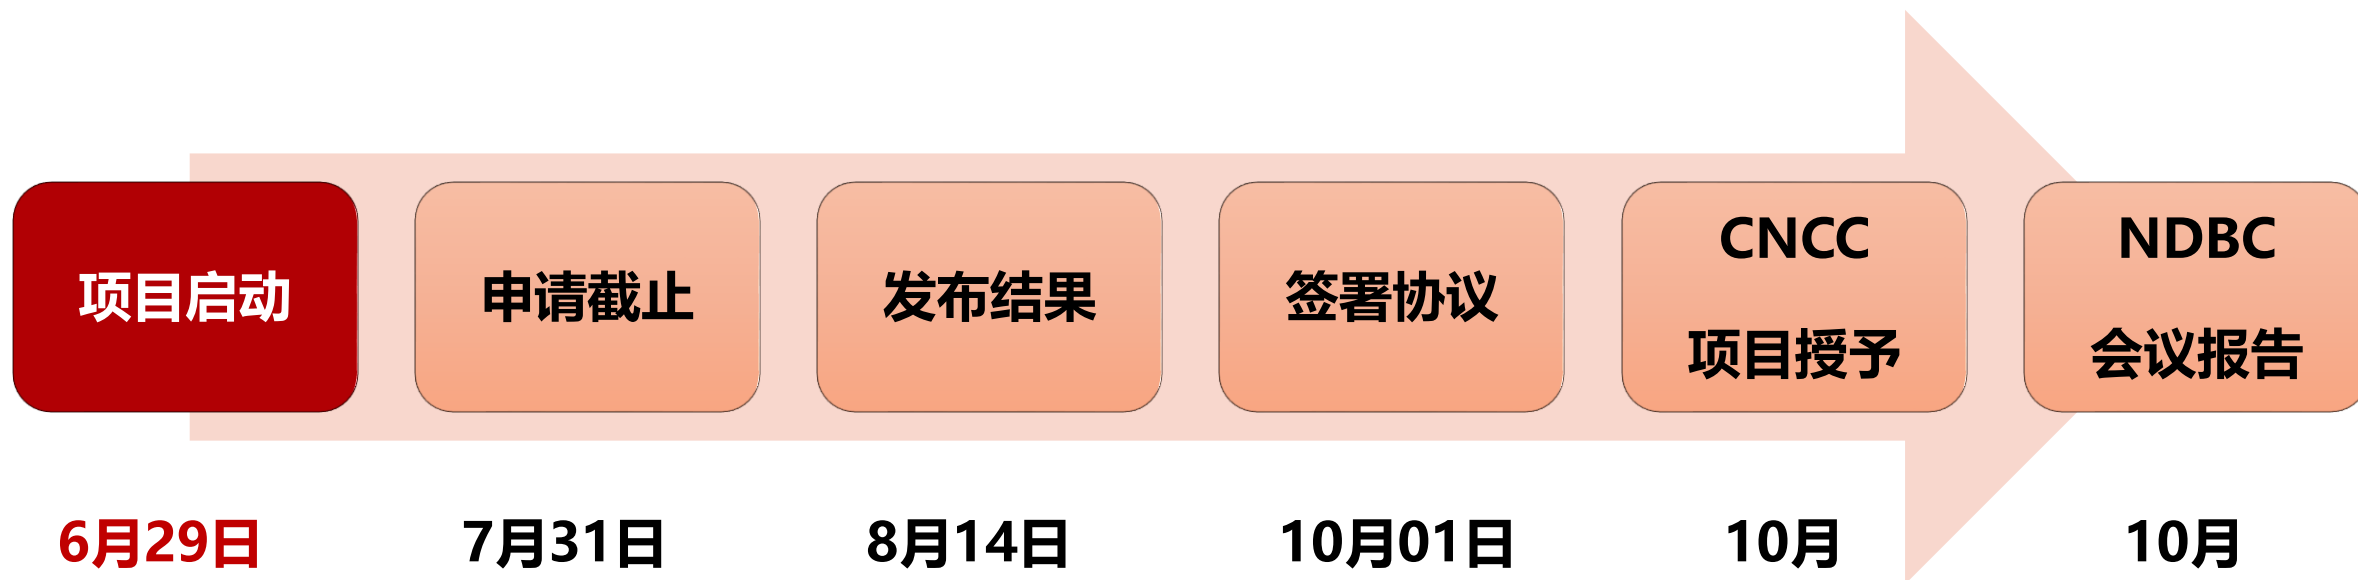 项目启动
申请截止
发布结果
签署协议
CNCC
项目授予
NDBC
会议报告
6月29日
7月31日
8月14日
10月01日
10月
10月